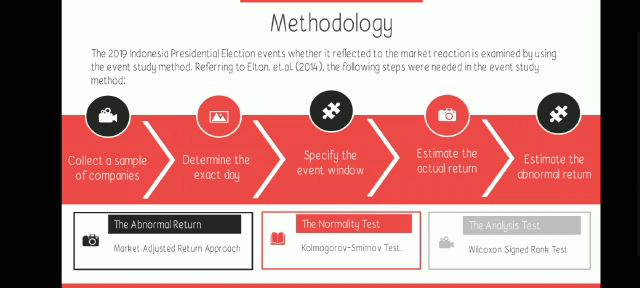 Methodology
The 2019 Indonesia Presidential Election events whether it reflected to the market reaction is examined by using
the event study method. Referring to Elton. et.al. (2014), the following steps were needed in the event study
method:
Collect a sample
of companies
Determine the
exact day
Specify the
event window
Estimate the
actual return
Estimate the
abnormal return
The Abnormal Return
Market Adjusted Return Approach
The Normality Test
Kolmogorov-Smirnov Test.
The Analysis Test
Wilcoxon Signed Rank Test